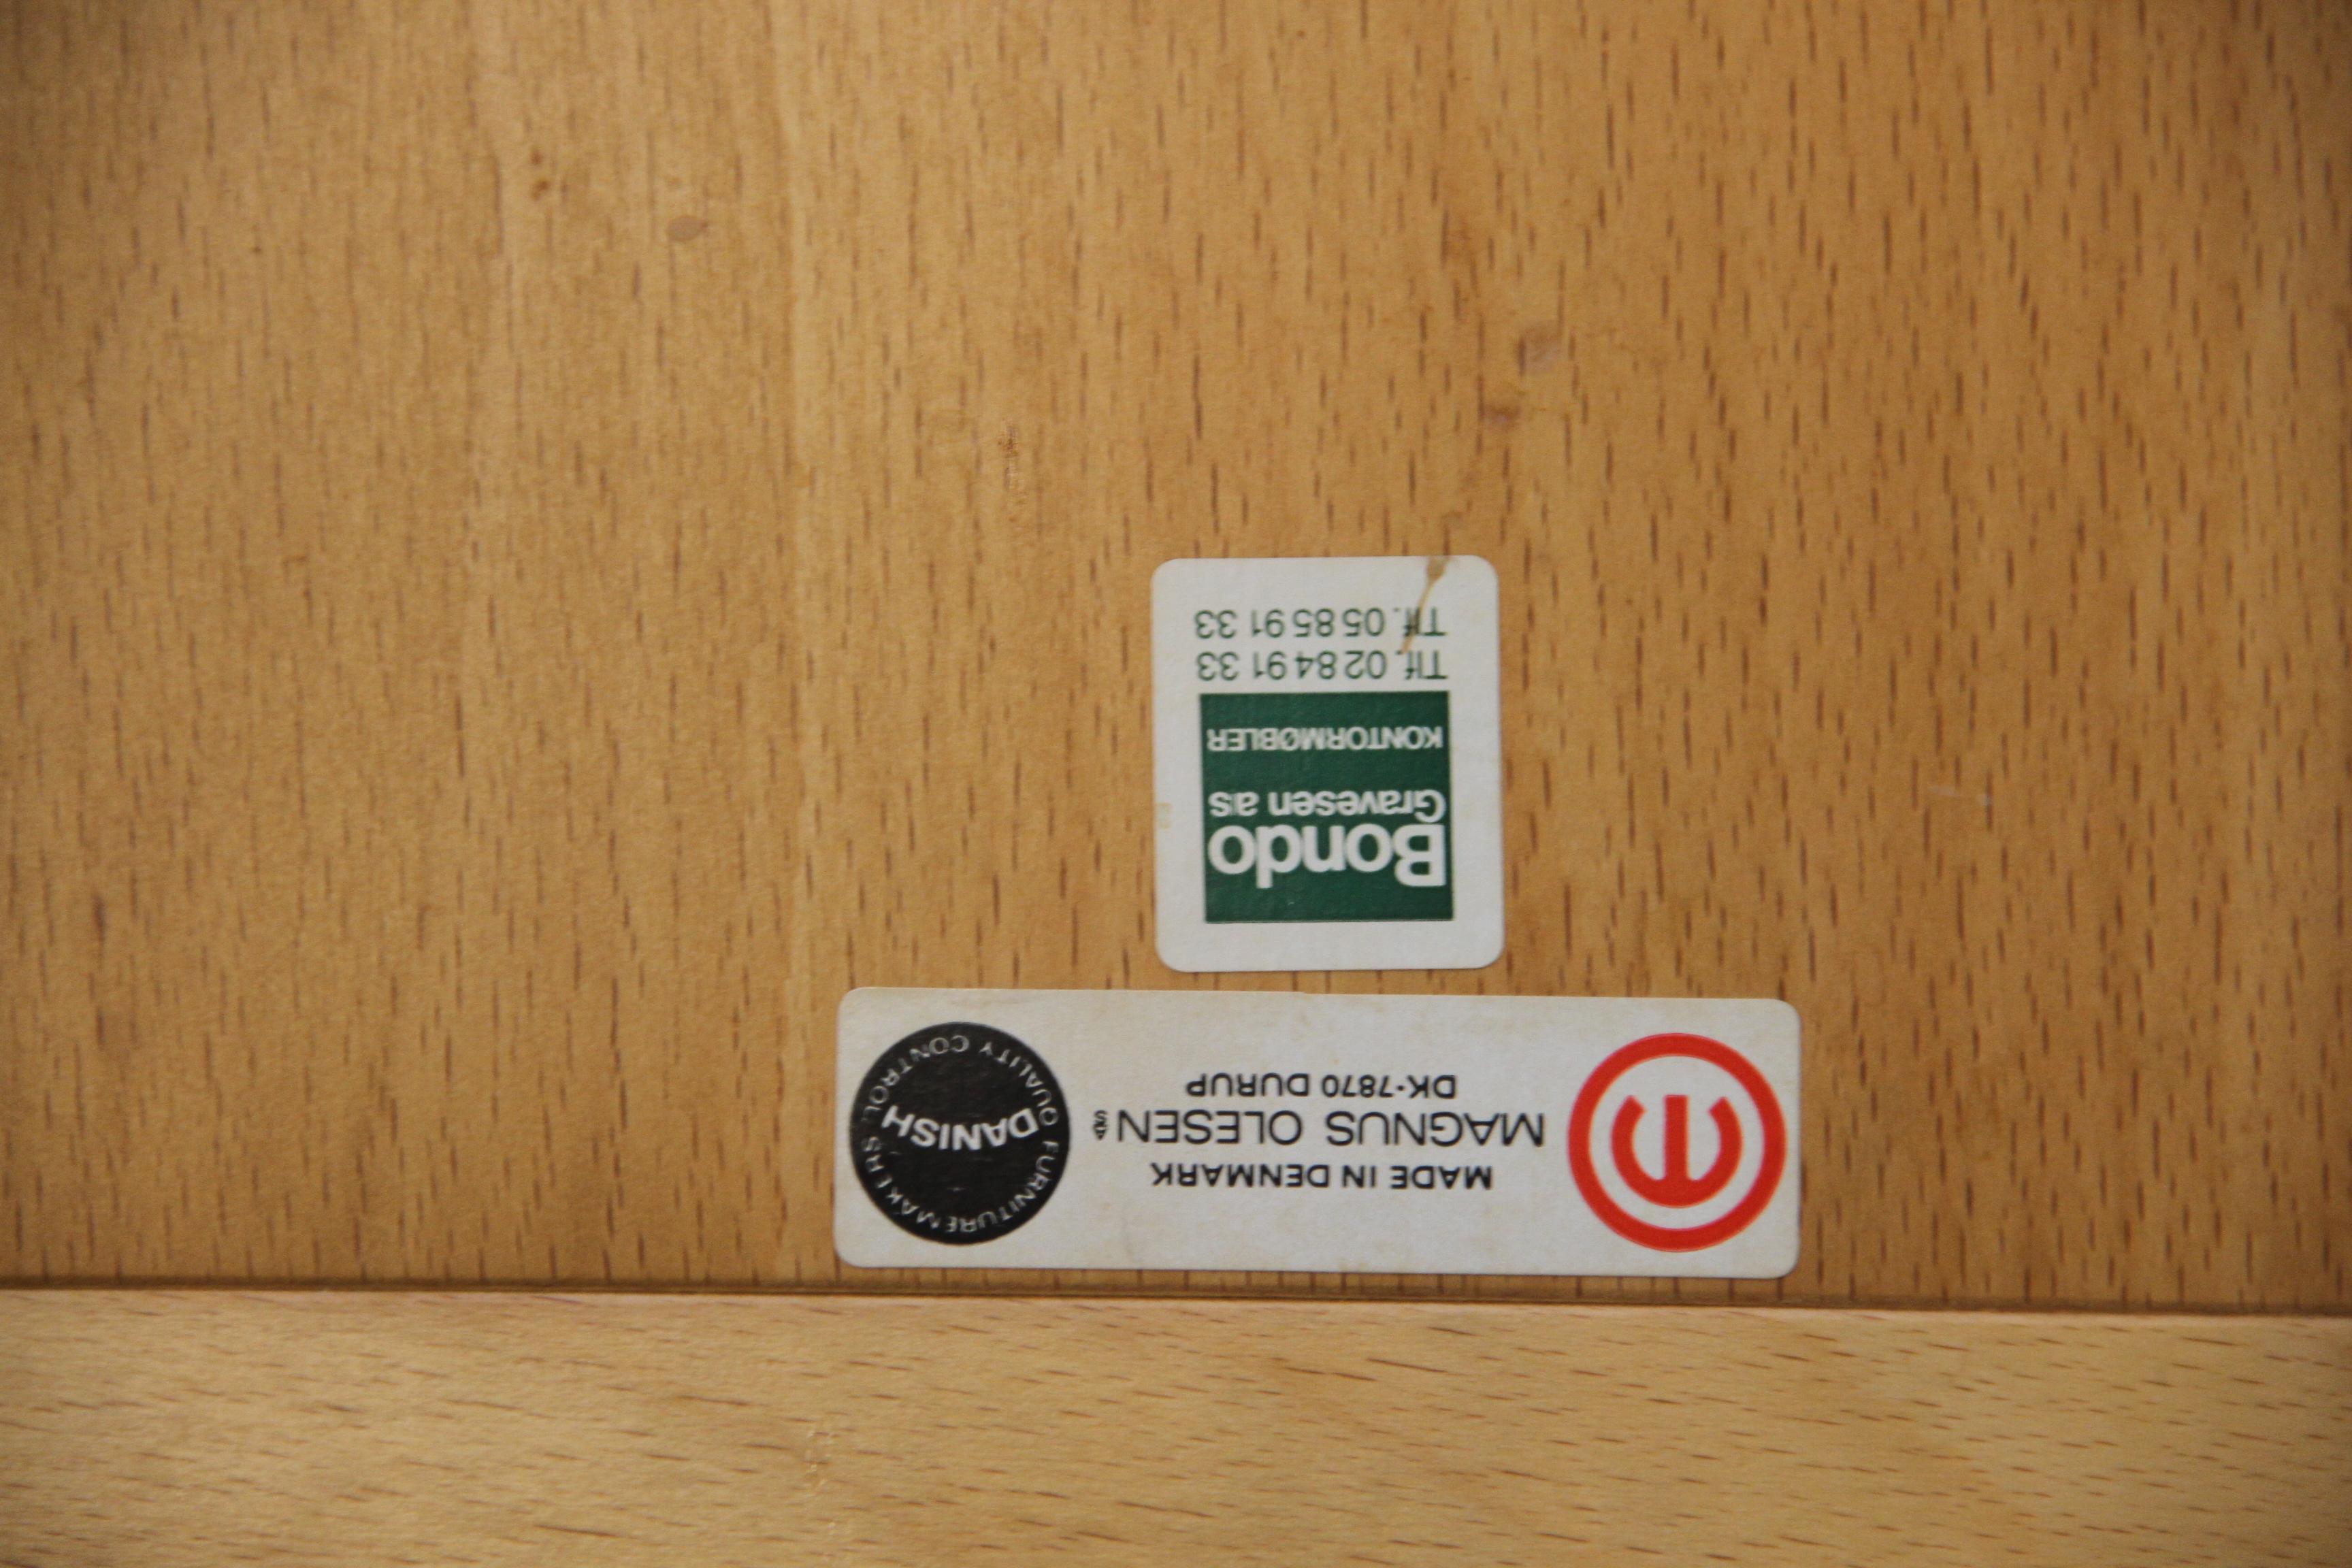 MADE IN DENMARK
MAGNUS OLESEN A/S
DK-7870 DURUP
DANISH
FURNITUREMAKERS QUALITY CONTROL
Bondo
Gravesen as
KONTORMØBLER
Tlf. 02 84 91 33
Tlf. 05 85 91 33